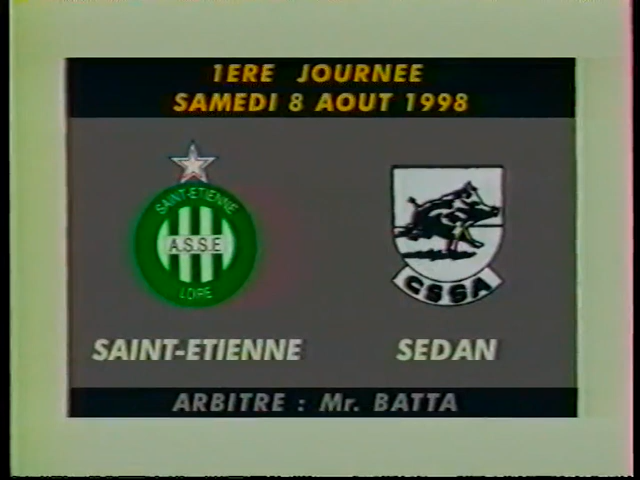 1ERE JOURNEE
SAMEDI 8 AOUT 1998
SAINT-ETIENNE
A.S.S.E
LOIRE
CSSA
SAINT-ETIENNE
SEDAN
ARBITRE : Mr. BATTA